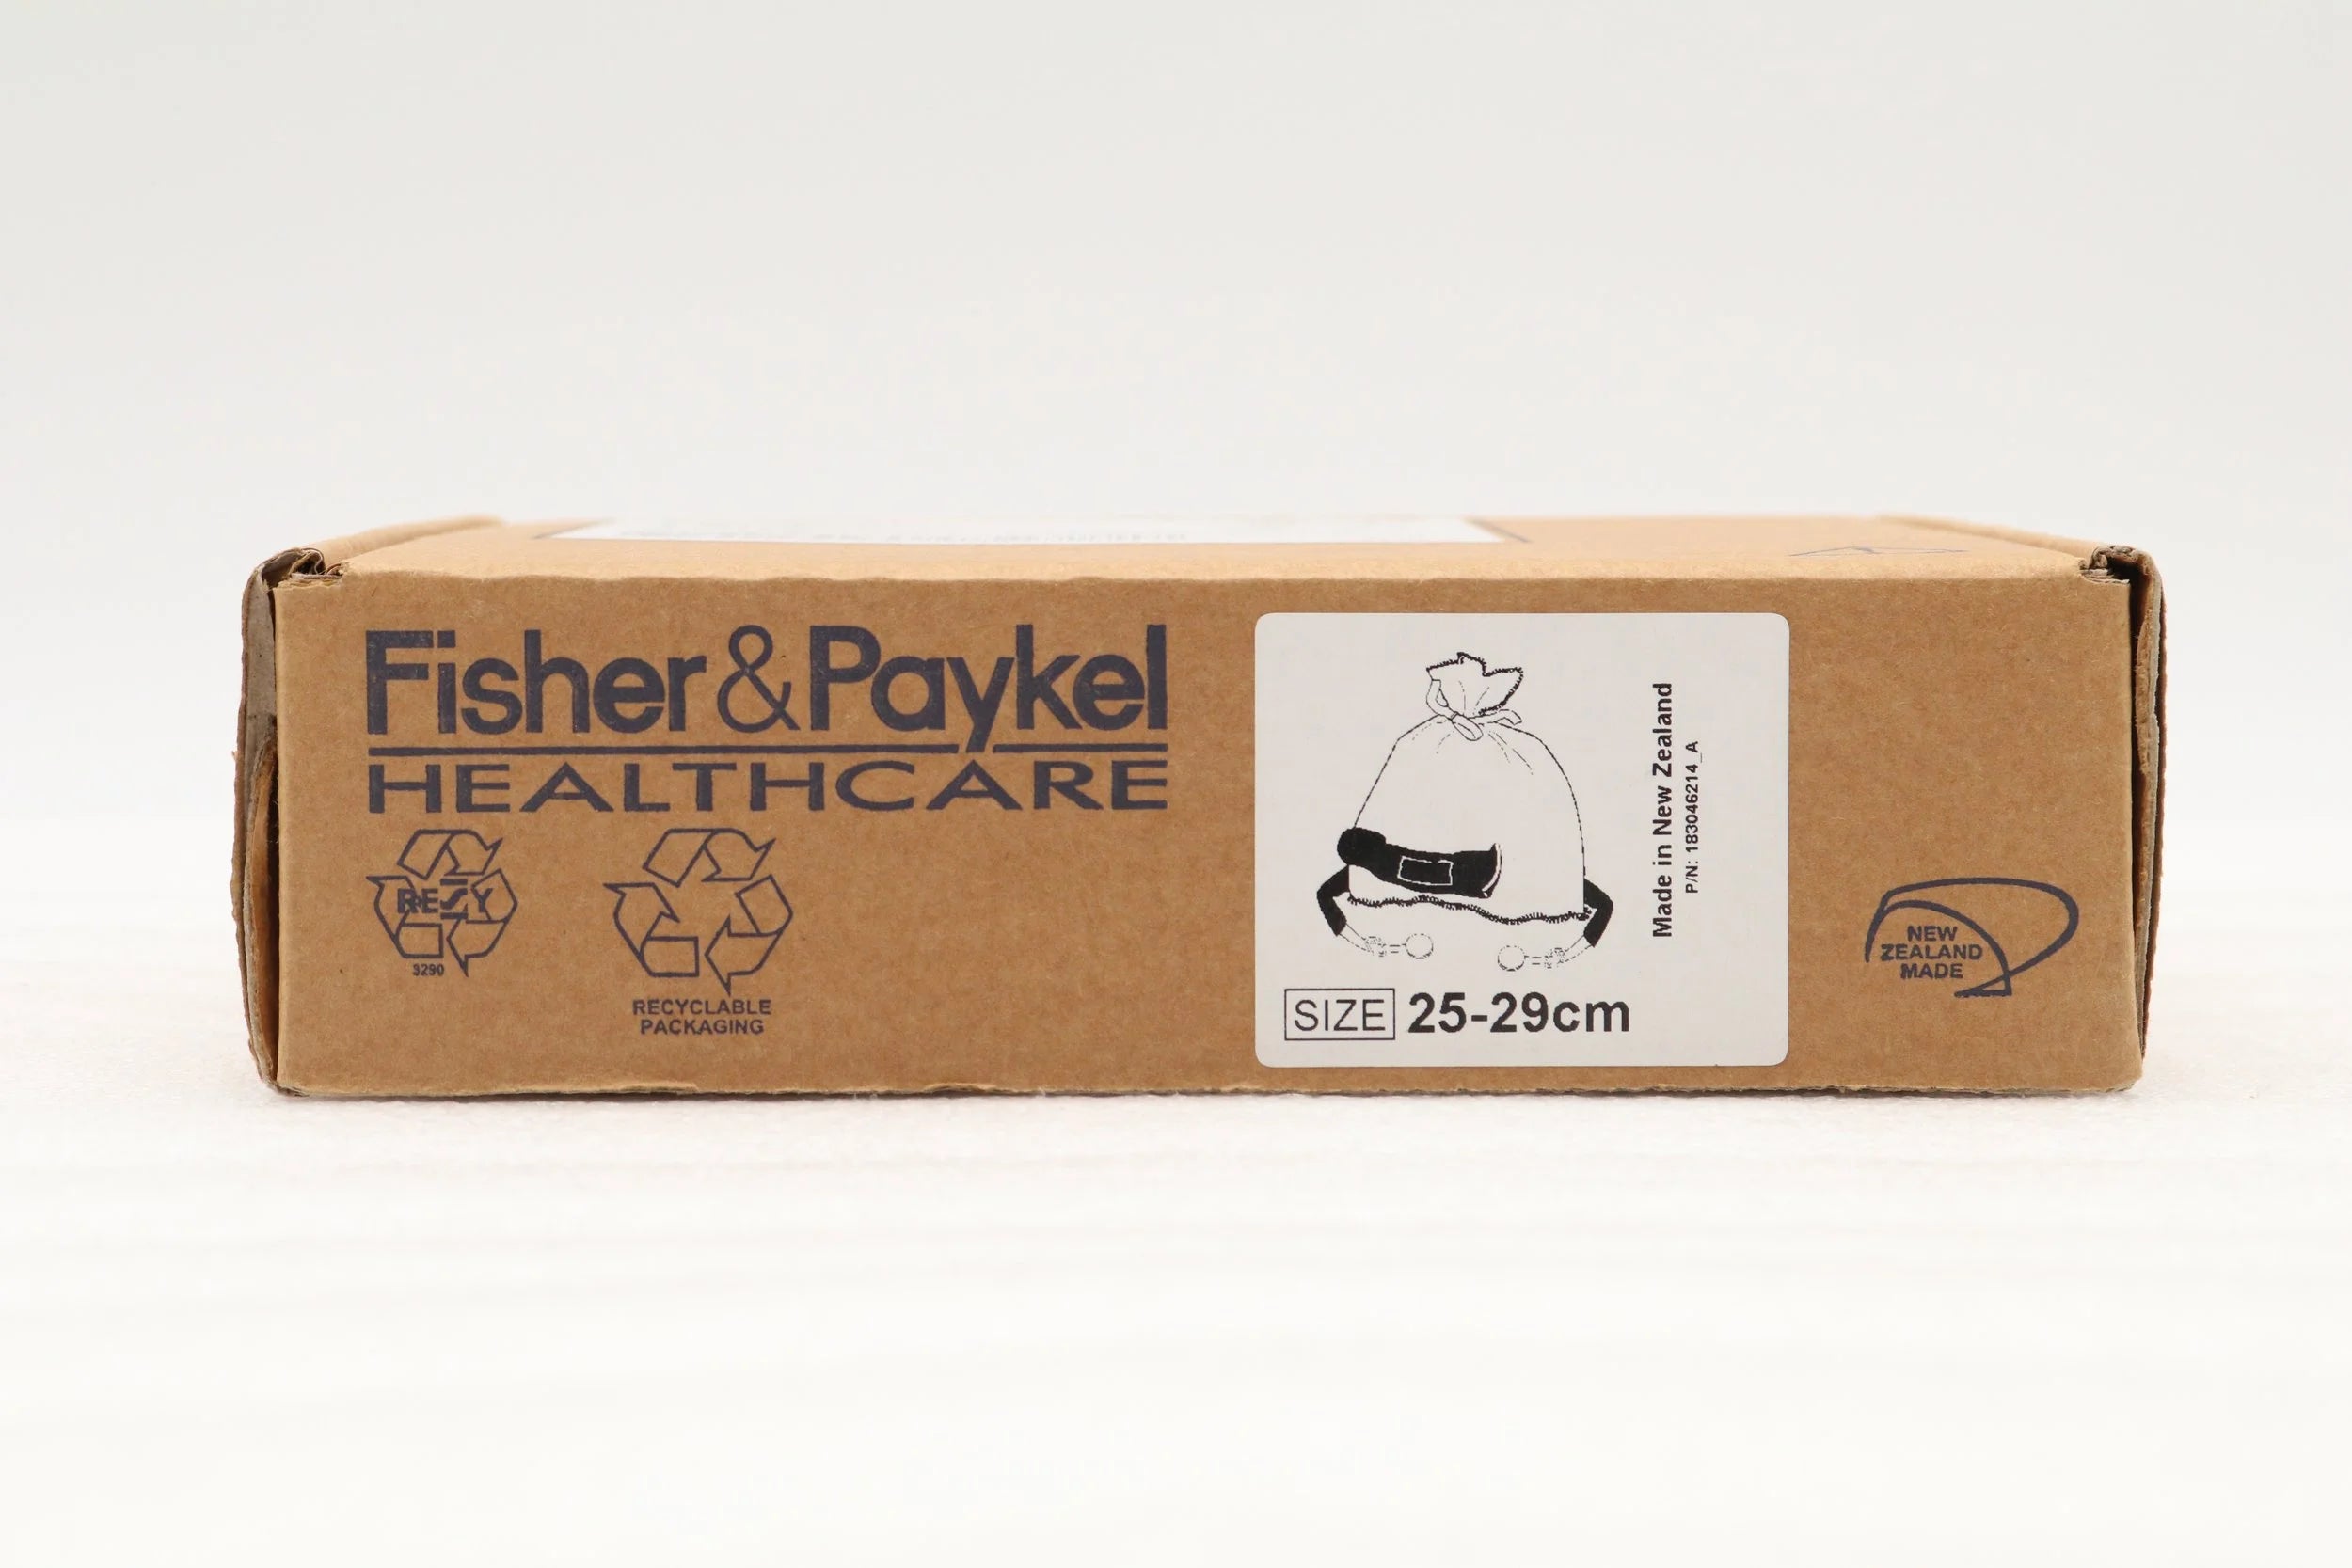 Fisher&Paykel
HEALTHCARE
RESY
3290
RECYCLABLE
PACKAGING
Made in New Zealand
P/N: 183046214_A
SIZE 25-29cm
NEW
ZEALAND
MADE